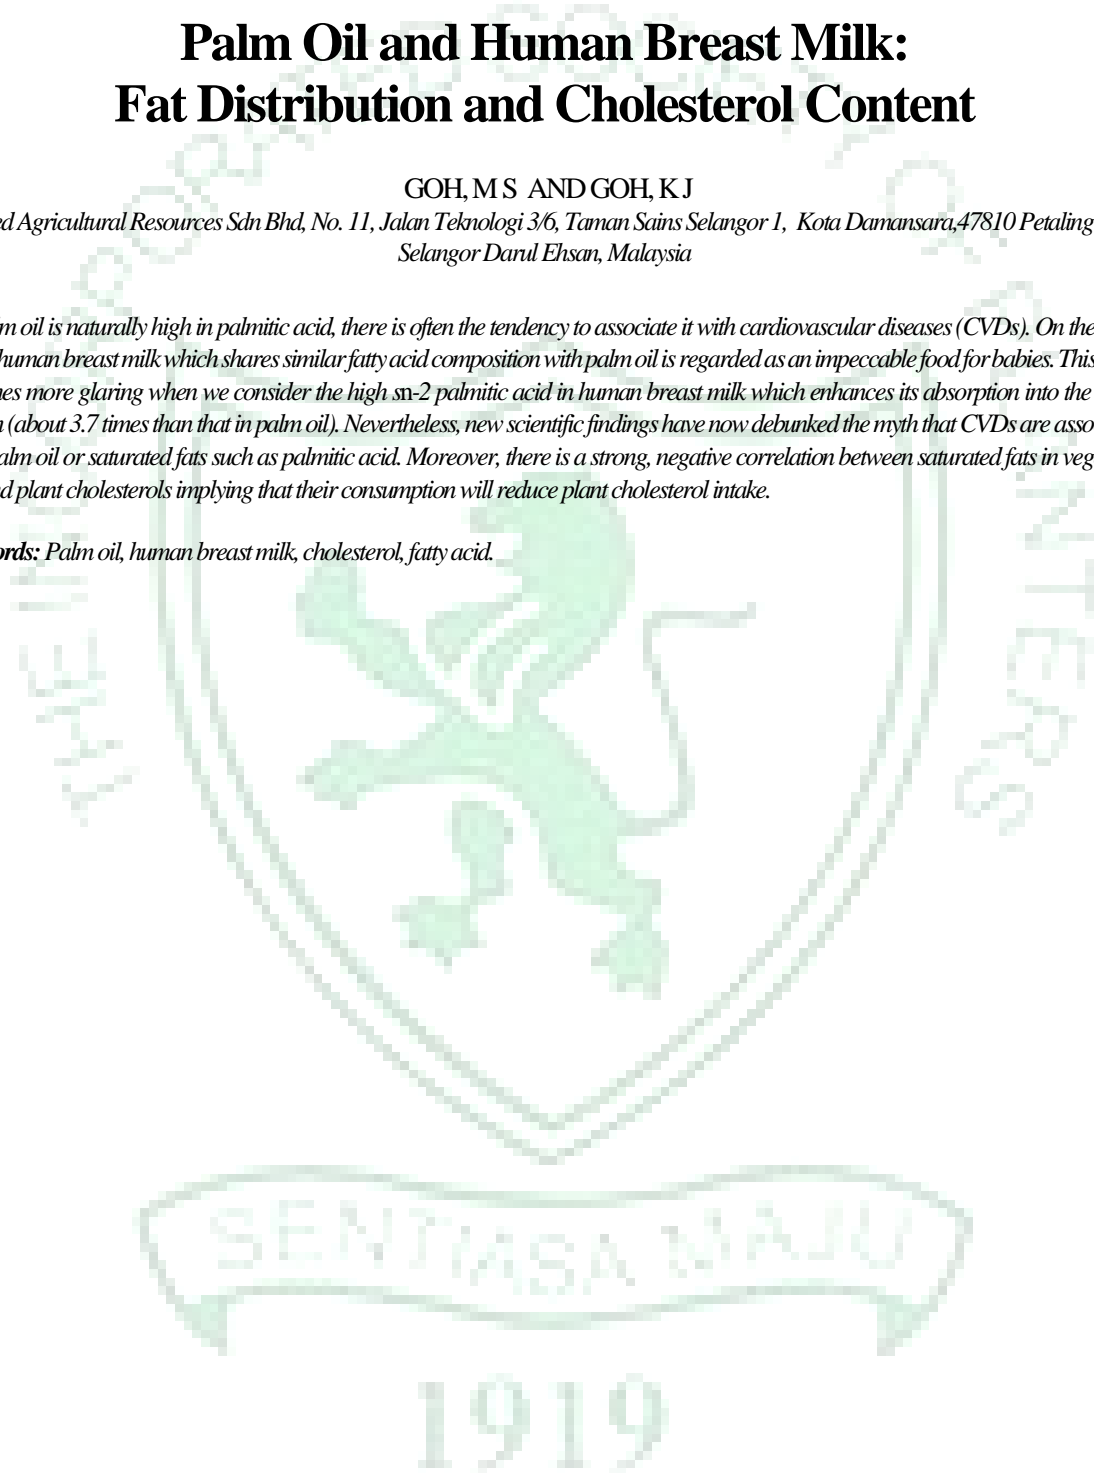 Palm Oil and Human Breast Milk:
Fat Distribution and Cholesterol Content
GOH, M S AND GOH, K J
ed Agricultural Resources Sdn Bhd, No. 11, Jalan Teknologi 3/6, Taman Sains Selangor 1, Kota Damansara,47810 Petaling
Selangor Darul Ehsan, Malaysia
lm oil is naturally high in palmitic acid, there is often the tendency to associate it with cardiovascular diseases (CVDs). On the
human breast milk which shares similar fatty acid composition with palm oil is regarded as an impeccable food for babies. This
nes more glaring when we consider the high sn-2 palmitic acid in human breast milk which enhances its absorption into the
n (about 3.7 times than that in palm oil). Nevertheless, new scientific findings have now debunked the myth that CVDs are asso
alm oil or saturated fats such as palmitic acid. Moreover, there is a strong, negative correlation between saturated fats in veg
d plant cholesterols implying that their consumption will reduce plant cholesterol intake.
ords: Palm oil, human breast milk, cholesterol, fatty acid.
THE INCORPORATED SOCIETY OF PLANTERS
SENTIASA MAJU
1919